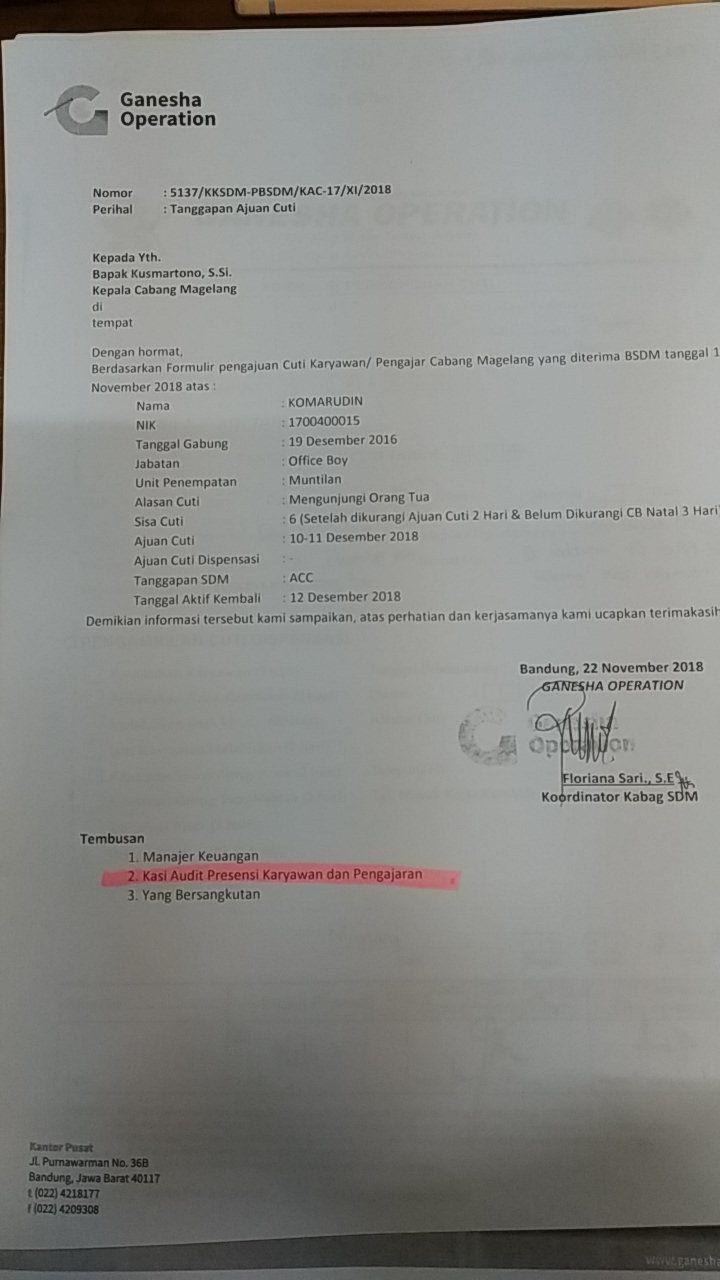 Ganesha
Operation
Nomor : 5137/KKSDM-PBSDM/KAC-17/XI/2018
Perihal : Tanggapan Ajuan Cuti
Kepada Yth.
Bapak Kusmartono, S.Si.
Kepala Cabang Magelang
di
tempat
Dengan hormat,
Berdasarkan Formulir pengajuan Cuti Karyawan/ Pengajar Cabang Magelang yang diterima BSDM tanggal 1
November 2018 atas :
Nama : KOMARUDIN
NIK : 1700400015
Tanggal Gabung : 19 Desember 2016
Jabatan : Office Boy
Unit Penempatan : Muntilan
Alasan Cuti : Mengunjungi Orang Tua
Sisa Cuti : 6 (Setelah dikurangi Ajuan Cuti 2 Hari & Belum Dikurangi CB Natal 3 Hari
Ajuan Cuti : 10-11 Desember 2018
Ajuan Cuti Dispensasi : -
Tanggapan SDM : ACC
Tanggal Aktif Kembali : 12 Desember 2018
Demikian informasi tersebut kami sampaikan, atas perhatian dan kerjasamanya kami ucapkan terimakasih
Bandung, 22 November 2018
GANESHA OPERATION
Ganesha
Operation
Floriana Sari., S.E
Koordinator Kabag SDM
Tembusan
1. Manajer Keuangan
2. Kasi Audit Presensi Karyawan dan Pengajaran
3. Yang Bersangkutan
Kantor Pusat
Jl. Purnawarman No. 36B
Bandung, Jawa Barat 40117
t (022) 4218177
f (022) 4209308
www.ganesha